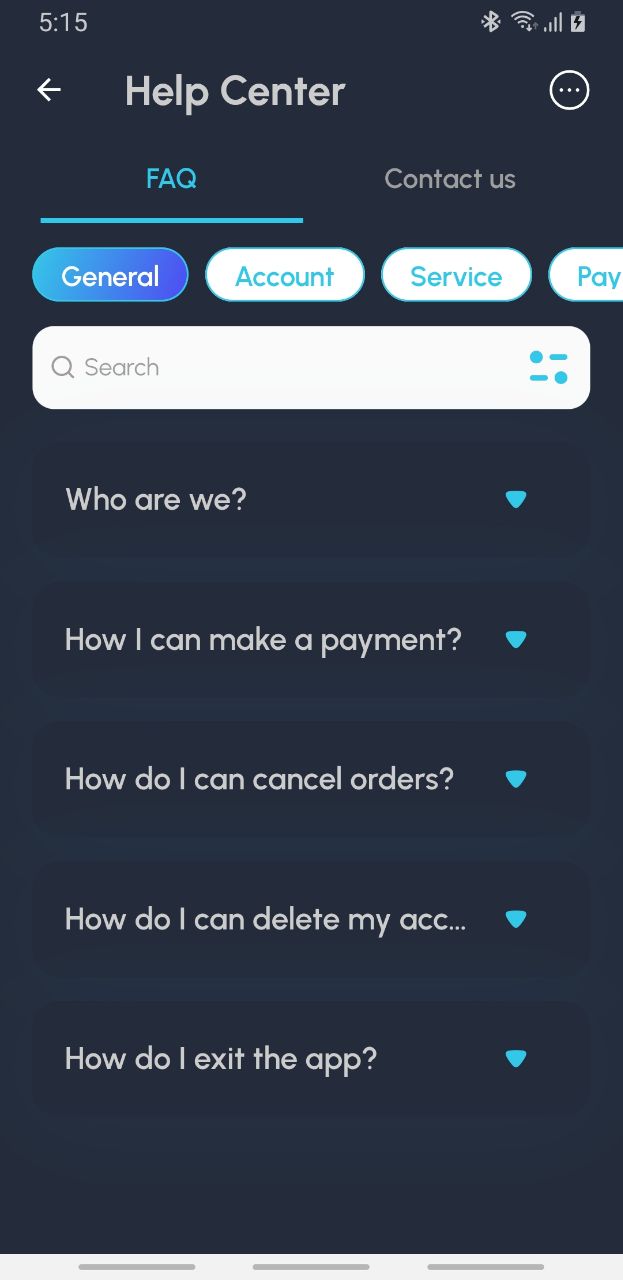 5:15
Help Center
FAQ
Contact us
General
Account
Service
Pay
Search
Who are we?
How I can make a payment?
How do I can cancel orders?
How do I can delete my acc...
How do I exit the app?